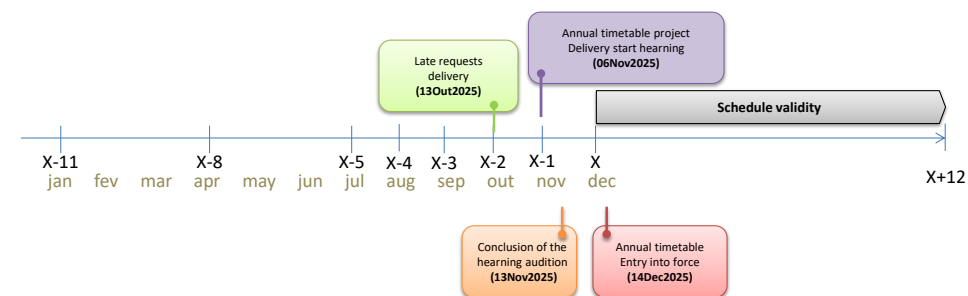 Annual timetable project
Delivery start hearning
(06Nov2025)
Late requests
delivery
(13Out2025)
Schedule validity
X-11
X-8
X-5
X-4
X-3
X-2
X-1
X
X+12
jan
fev
mar
apr
may
jun
jul
aug
sep
out
nov
dec
Conclusion of the
hearning audition
(13Nov2025)
Annual timetable
Entry into force
(14Dec2025)